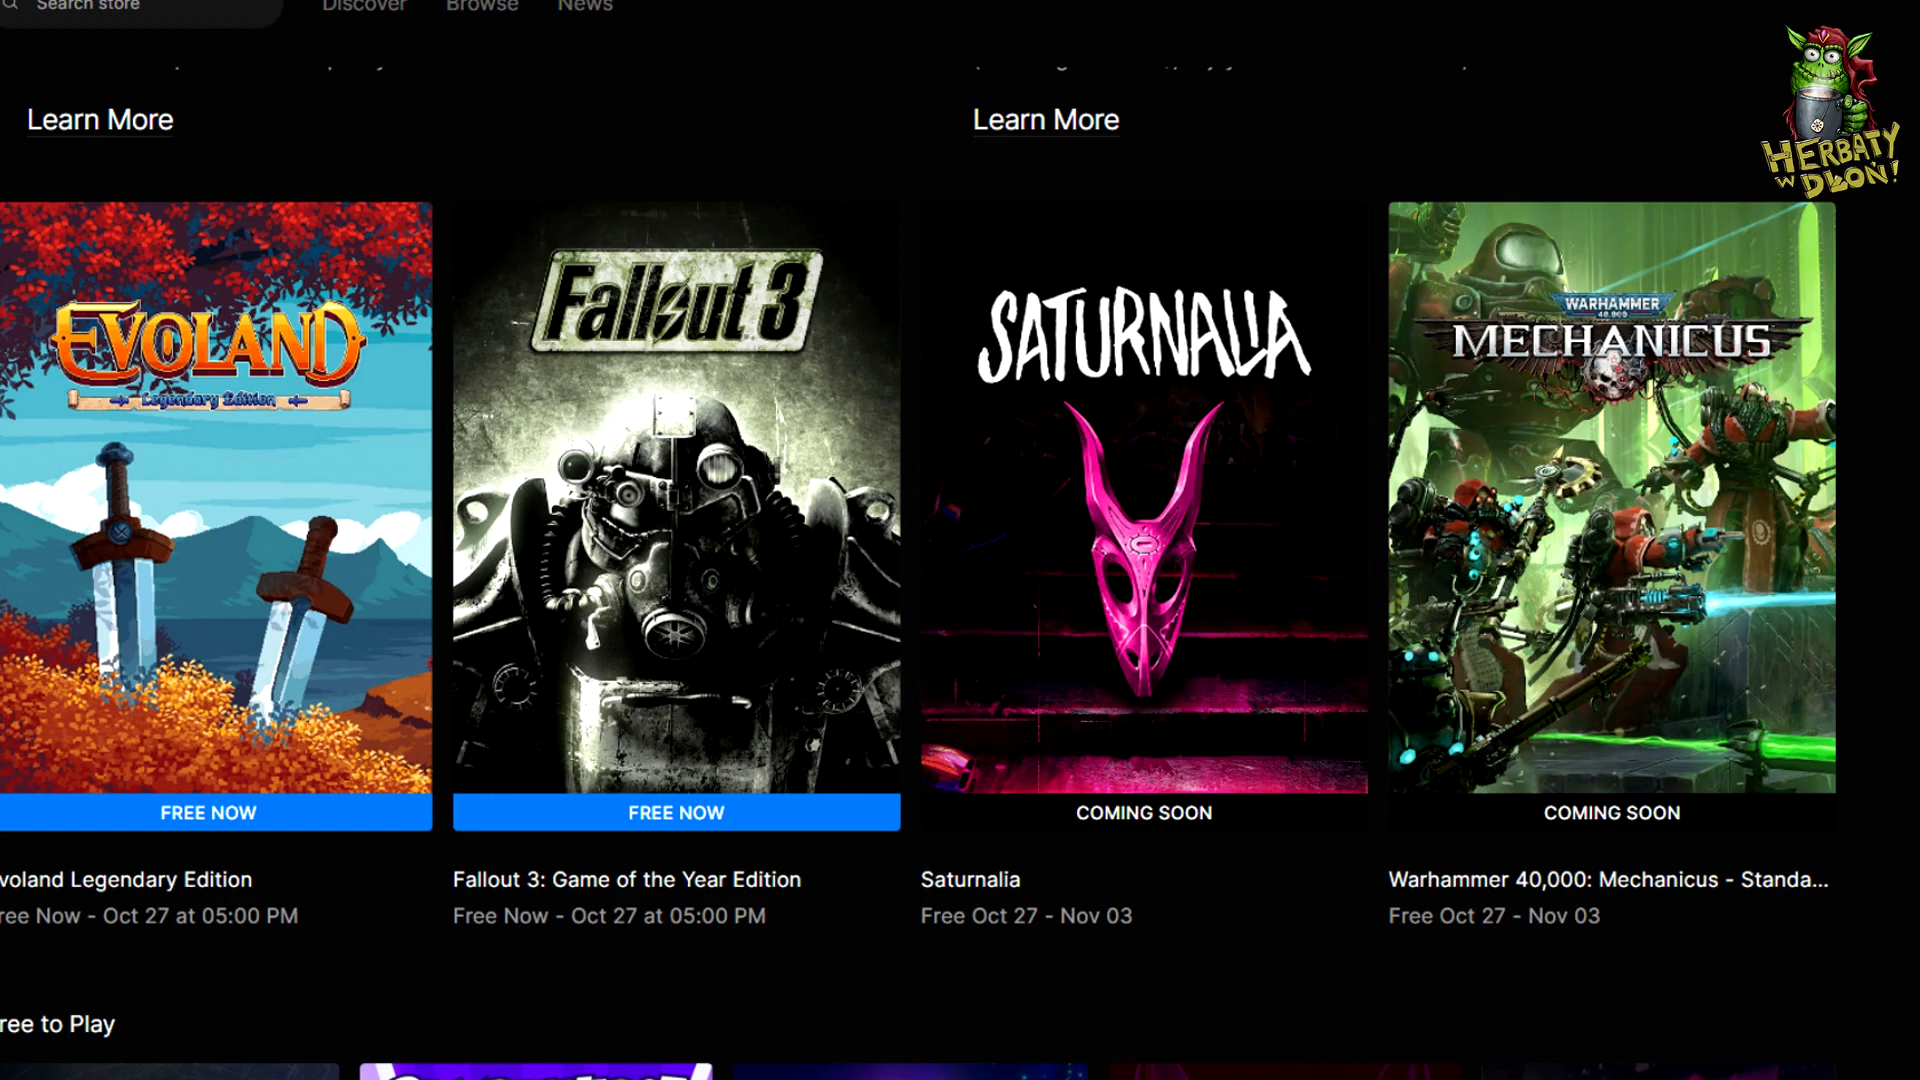 Search store
Discover
Browse
News
Learn More
Learn More
HERBATY
W DŁOŃ!
EVOLAND
Legendary Edition
Fallout 3
SATURNALIA
WARHAMMER
40,000
MECHANICUS
FREE NOW
FREE NOW
COMING SOON
COMING SOON
voland Legendary Edition
Fallout 3: Game of the Year Edition
Saturnalia
Warhammer 40,000: Mechanicus - Standa...
ree Now - Oct 27 at 05:00 PM
Free Now - Oct 27 at 05:00 PM
Free Oct 27 - Nov 03
Free Oct 27 - Nov 03
ree to Play